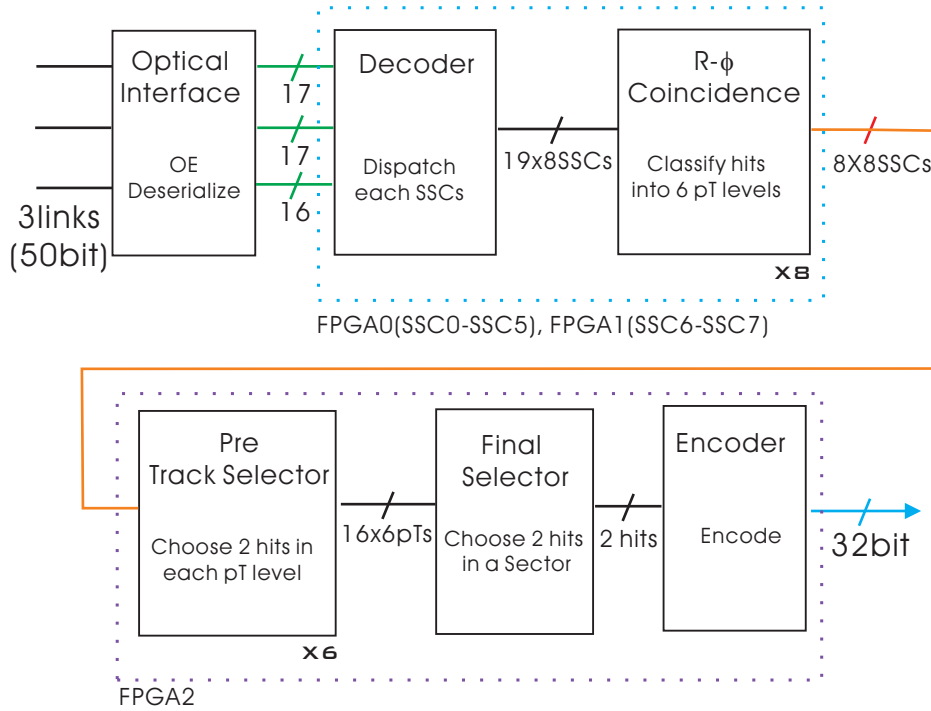 Optical
Interface
OE
Deserialize
3links
(50bit)
17
17
16
Decoder
Dispatch
each SSCs
19x8SSCs
R-ϕ
Coincidence
Classify hits
into 6 pT levels
X8
8X8SSCs
FPGA0(SSC0-SSC5), FPGA1(SSC6-SSC7)
Pre
Track Selector
Choose 2 hits in
each pT level
X6
16x6pTs
Final
Selector
Choose 2 hits
in a Sector
2 hits
Encoder
Encode
32bit
FPGA2